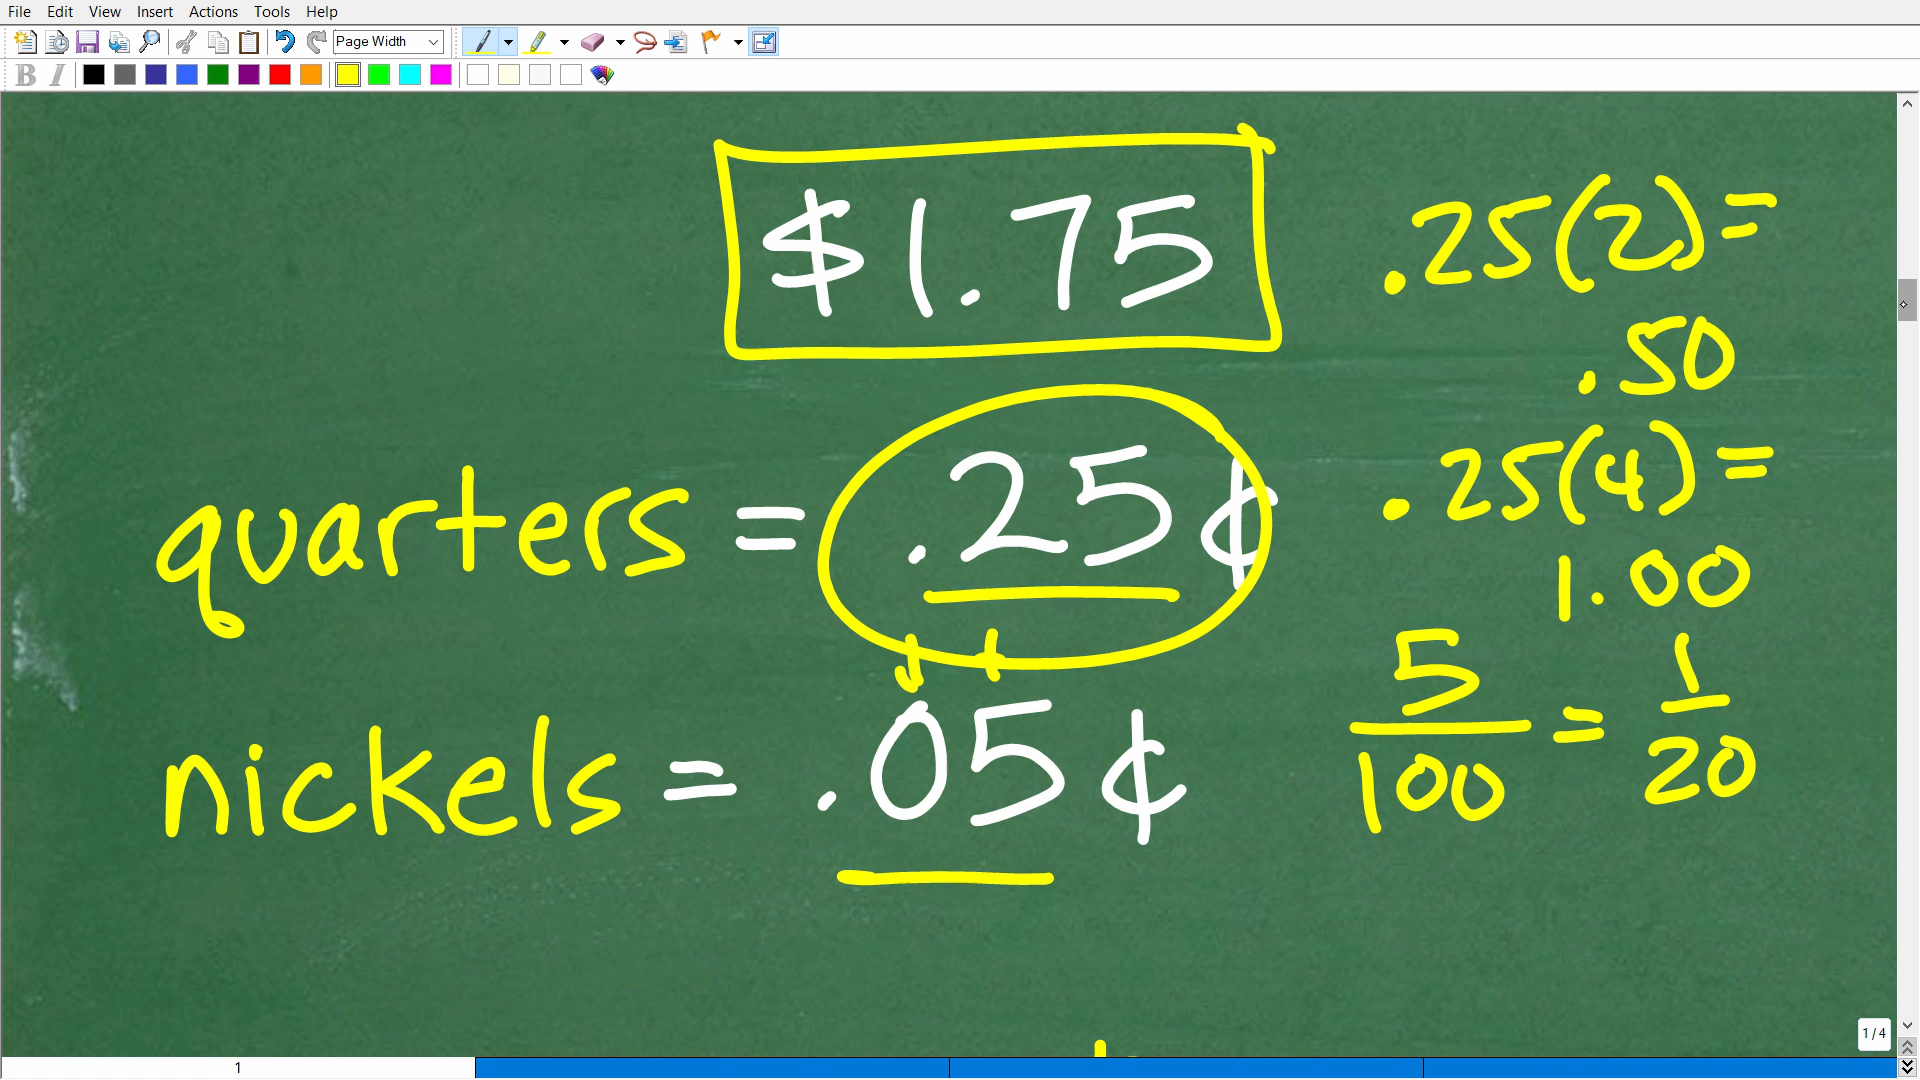 File Edit View Insert Actions Tools Help
Page Width
B I
$1.75
.25(2)=
.50
quarters = .25¢
.25(4)=
1.00
nickels = .05¢
5/100 = 1/20
1/4
1